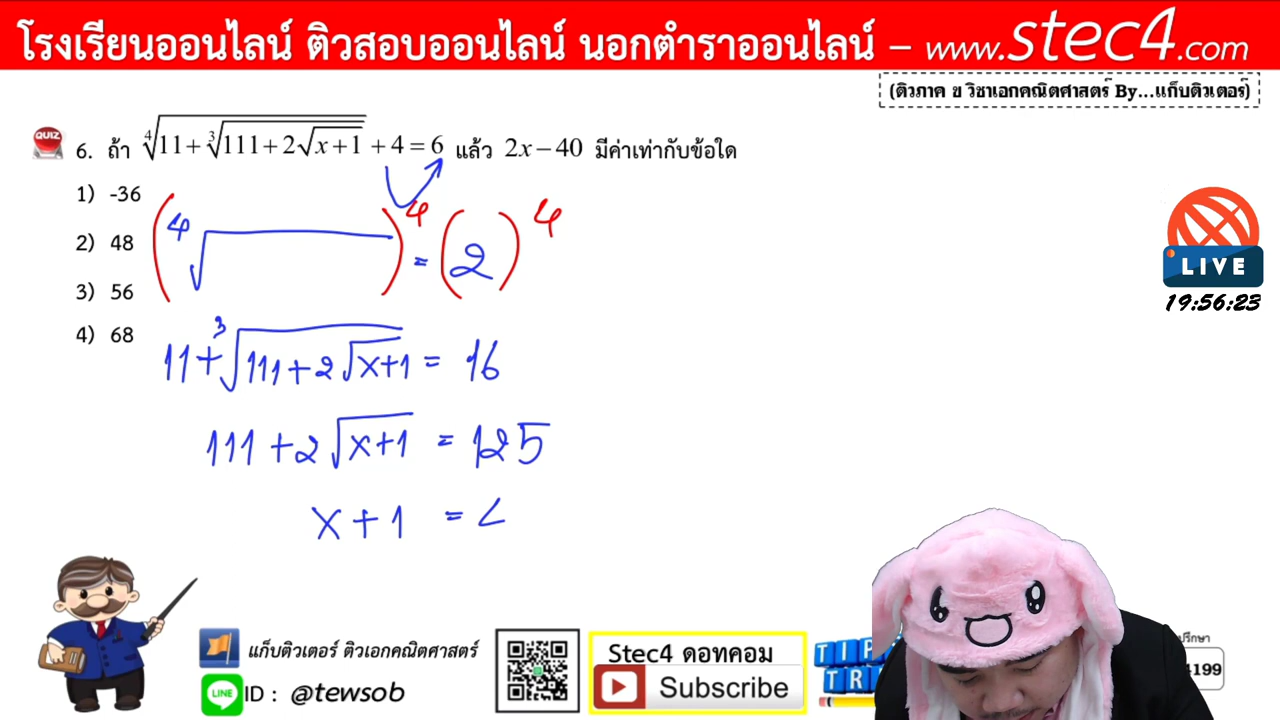 โรงเรียนออนไลน์ ติวสอบออนไลน์ นอกตำราออนไลน์ – www.stec4.com
(ติวภาค ข วิชาเอกคณิตศาสตร์ By...แก็บติวเตอร์)
QUIZ
6. ถ้า ∜(11+∛(111+2√(x+1))) + 4 = 6 แล้ว 2x − 40 มีค่าเท่ากับข้อใด
1) -36
2) 48
3) 56
4) 68
(∜ )⁴ = (2)⁴
11+∛(111+2√(x+1)) = 16
111+2√(x+1) = 125
x+1 =
LIVE
19:56:23
แก็บติวเตอร์ ติวเอกคณิตศาสตร์
LINE ID : @tewsob
Stec4 ดอทคอม
Subscribe
ปรึกษา
199